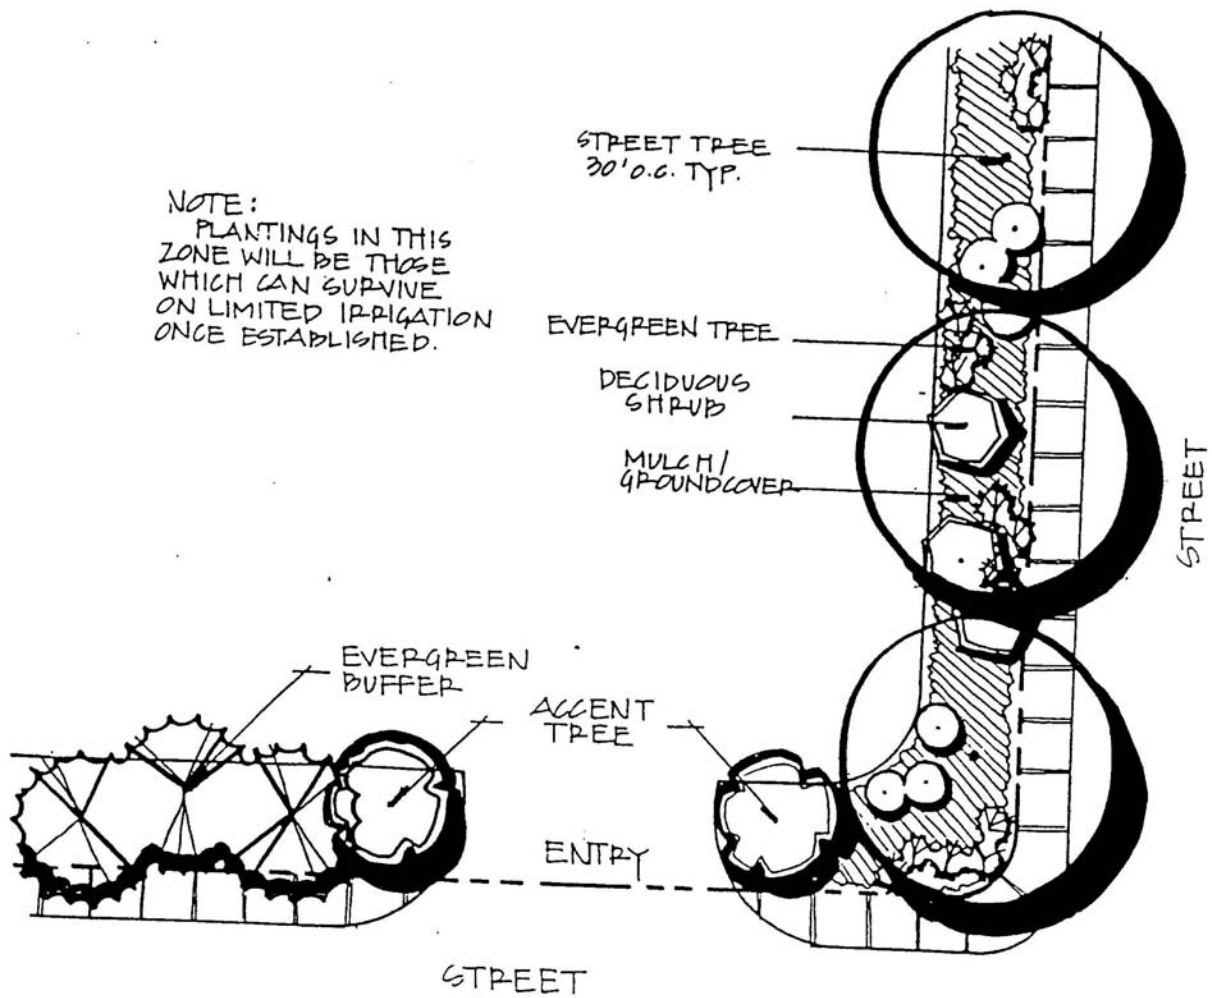 STREET TREE
30' O.C. TYP.
NOTE:
PLANTINGS IN THIS
ZONE WILL BE THOSE
WHICH CAN SURVIVE
ON LIMITED IRRIGATION
ONCE ESTABLISHED.
EVERGREEN TREE
DECIDUOUS
SHRUB
MULCH/
GROUNDCOVER
STREET
EVERGREEN
BUFFER
ACCENT
TREE
ENTRY
STREET